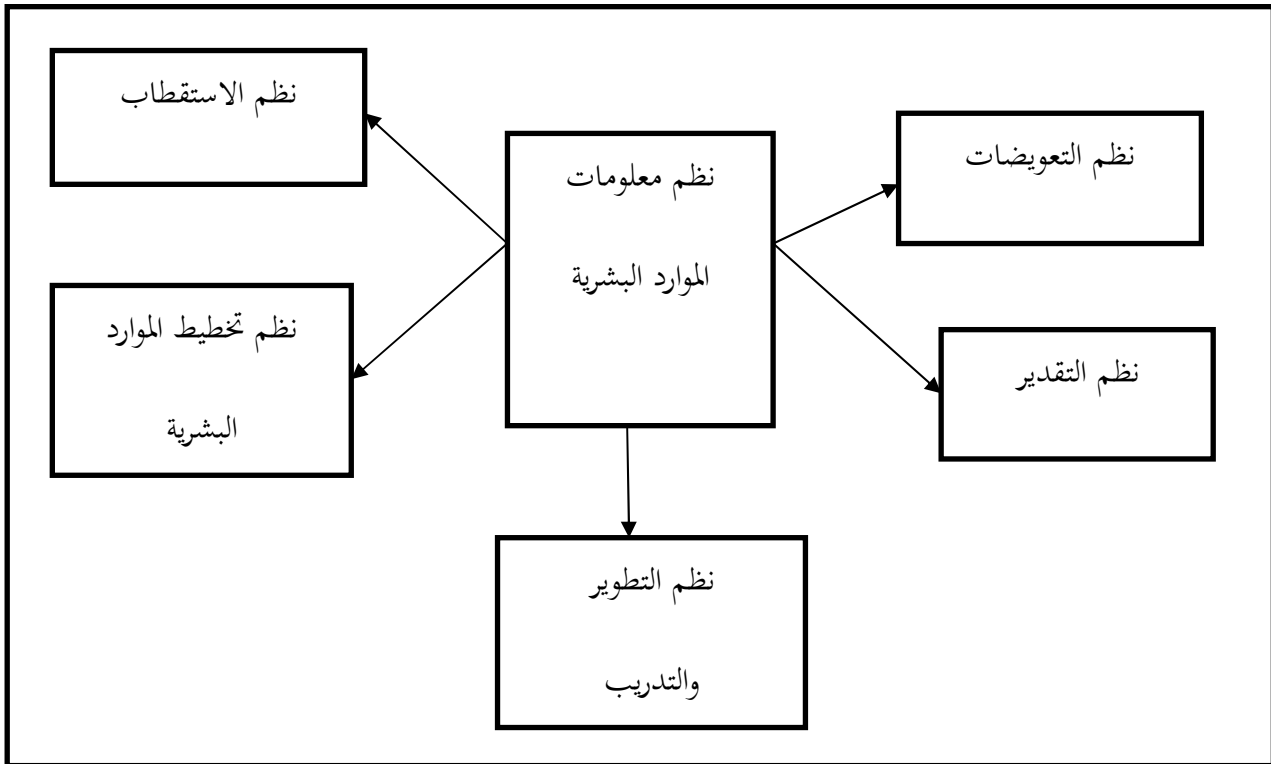 نظم الاستقطاب
نظم التعويضات
نظم معلومات
الموارد البشرية
نظم تخطيط الموارد
البشرية
نظم التقدير
نظم التطوير
والتدريب